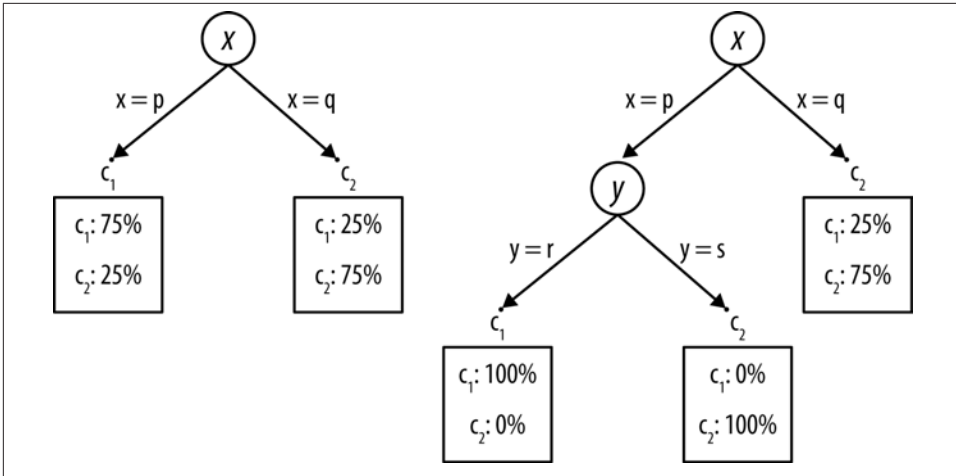 x
x
x = p
x = q
x = p
x = q
c₁
c₂
y
c₂
c₁: 75%
c₂: 25%
c₁: 25%
c₂: 75%
c₁: 25%
c₂: 75%
y = r
y = s
c₁
c₂
c₁: 100%
c₂: 0%
c₁: 0%
c₂: 100%